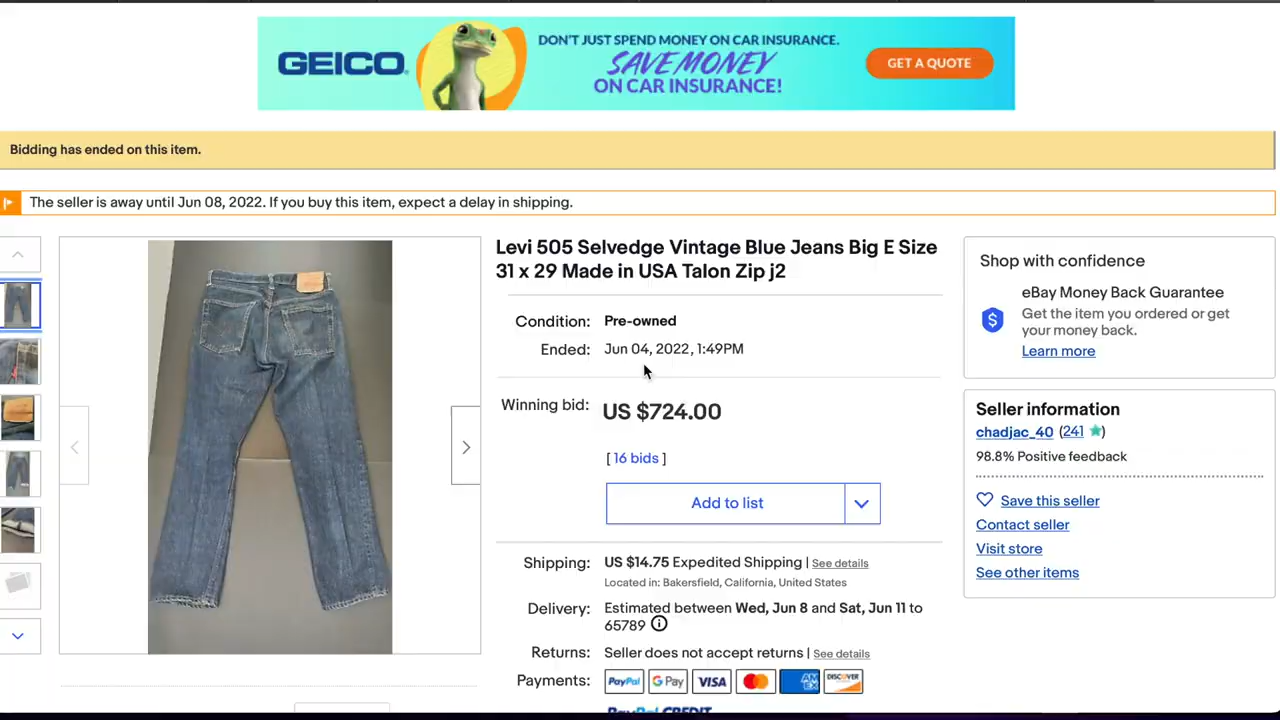 GEICO.
DON'T JUST SPEND MONEY ON CAR INSURANCE.
SAVE MONEY
ON CAR INSURANCE!
GET A QUOTE
Bidding has ended on this item.
The seller is away until Jun 08, 2022. If you buy this item, expect a delay in shipping.
Levi 505 Selvedge Vintage Blue Jeans Big E Size
31 x 29 Made in USA Talon Zip j2
Condition: Pre-owned
Ended: Jun 04, 2022, 1:49PM
Winning bid: US $724.00
[ 16 bids ]
Add to list
Shipping: US $14.75 Expedited Shipping | See details
Located in: Bakersfield, California, United States
Delivery: Estimated between Wed, Jun 8 and Sat, Jun 11 to
65789
Returns: Seller does not accept returns | See details
Payments: PayPal G Pay VISA AM EX DISCOVER
PayPal CREDIT
Shop with confidence
eBay Money Back Guarantee
Get the item you ordered or get
your money back.
Learn more
Seller information
chadjac_40 (241)
98.8% Positive feedback
Save this seller
Contact seller
Visit store
See other items